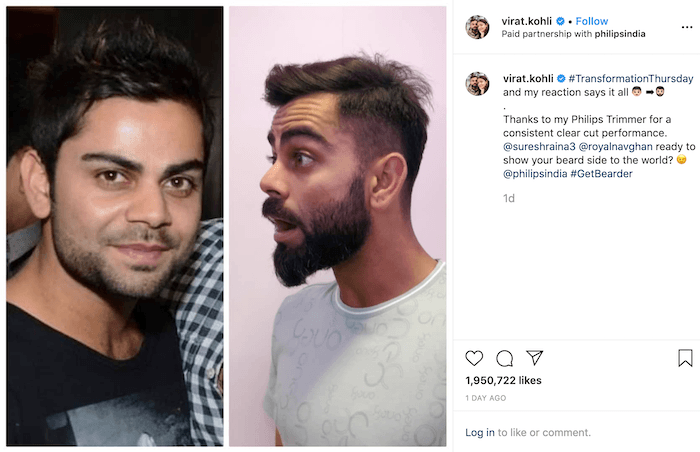 virat.kohli • Follow
Paid partnership with philipsindia
virat.kohli #TransformationThursday
and my reaction says it all 👨🏻 ➡️🧔🏻
.
Thanks to my Philips Trimmer for a
consistent clear cut performance.
@sureshraina3 @royalnavghan ready to
show your beard side to the world? 😉
@philipsindia #GetBearder
1d
1,950,722 likes
1 DAY AGO
Log in to like or comment.